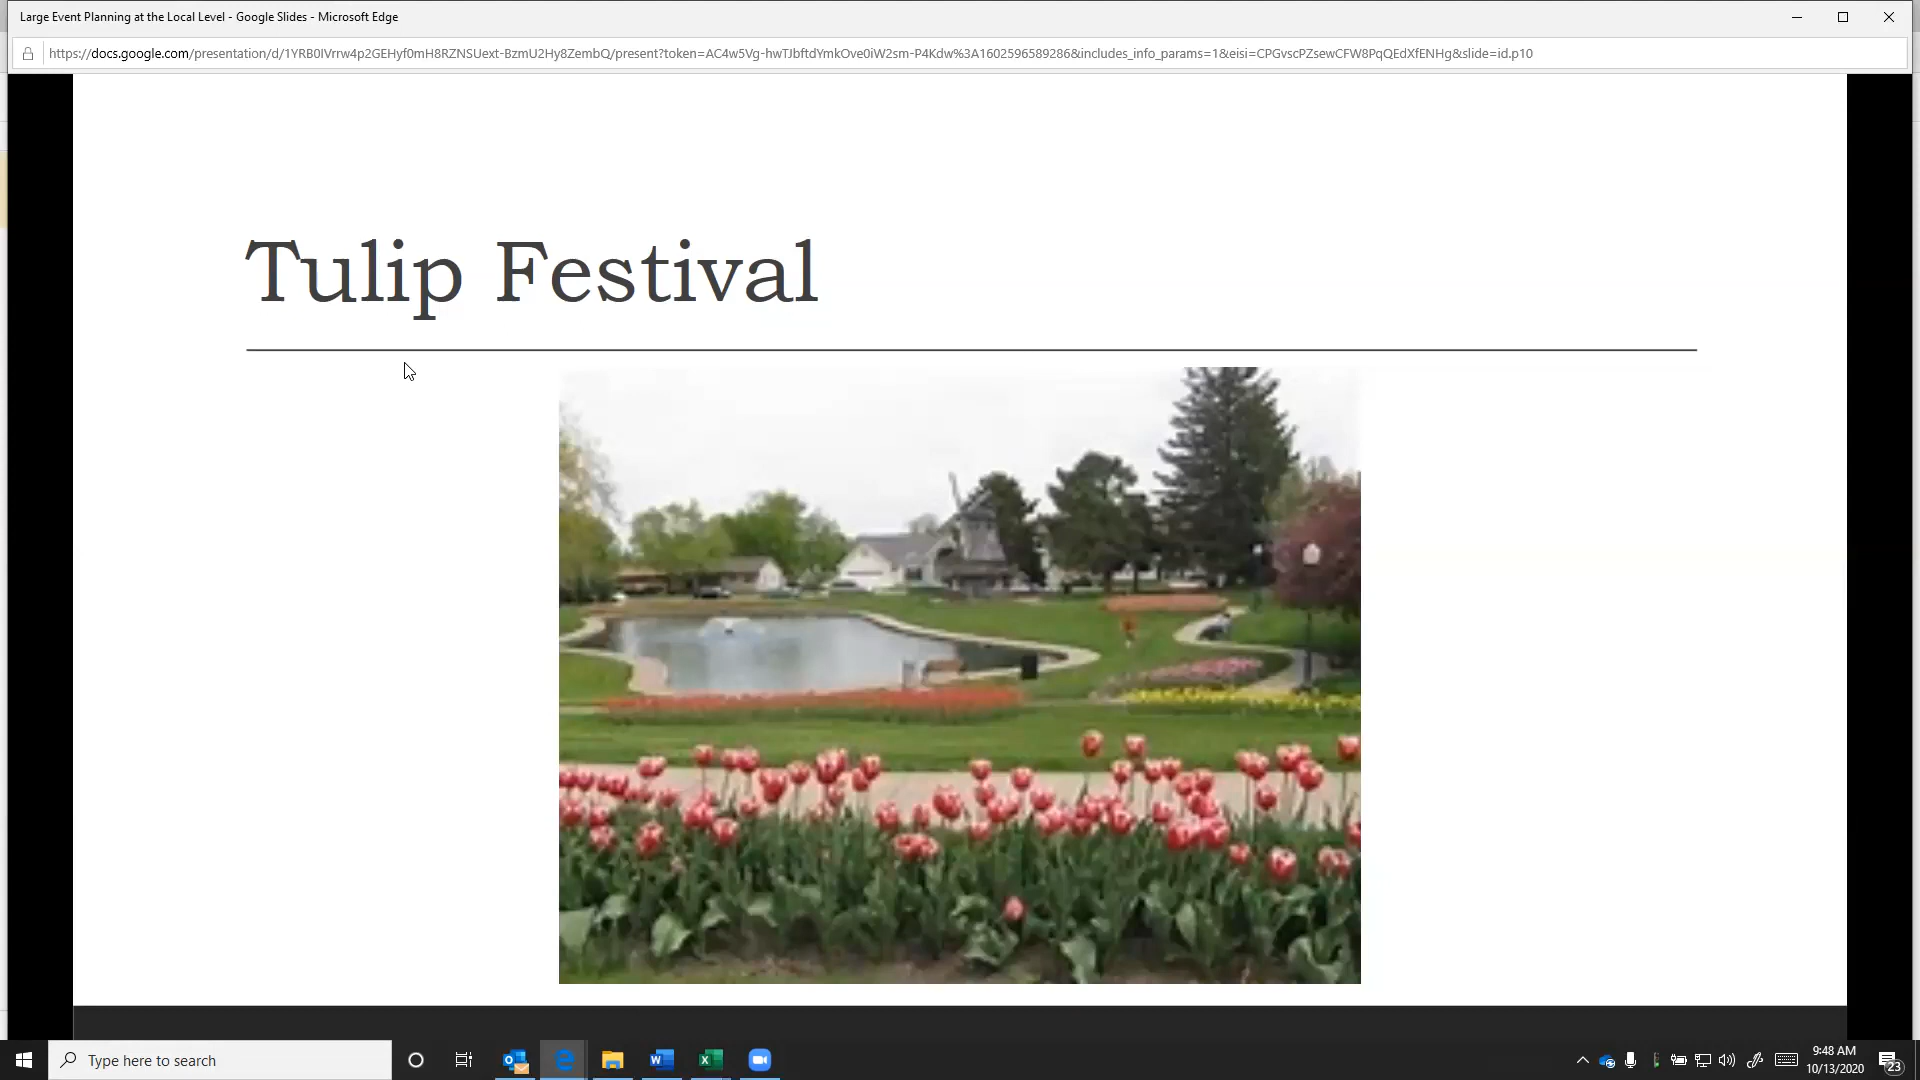 Large Event Planning at the Local Level - Google Slides - Microsoft Edge
https://docs.google.com/presentation/d/1YRB0IVrrw4p2GEHyf0mH8RZNSUext-BzmU2Hy8ZembQ/present?token=AC4w5Vg-hwTJbftdYmkOve0iW2sm-P4Kdw%3A1602596589286&includes_info_params=1&eisi=CPGvscPZsewCFW8PqQEdXfENHg&slide=id.p10
Tulip Festival
Type here to search
9:48 AM
10/13/2020
23